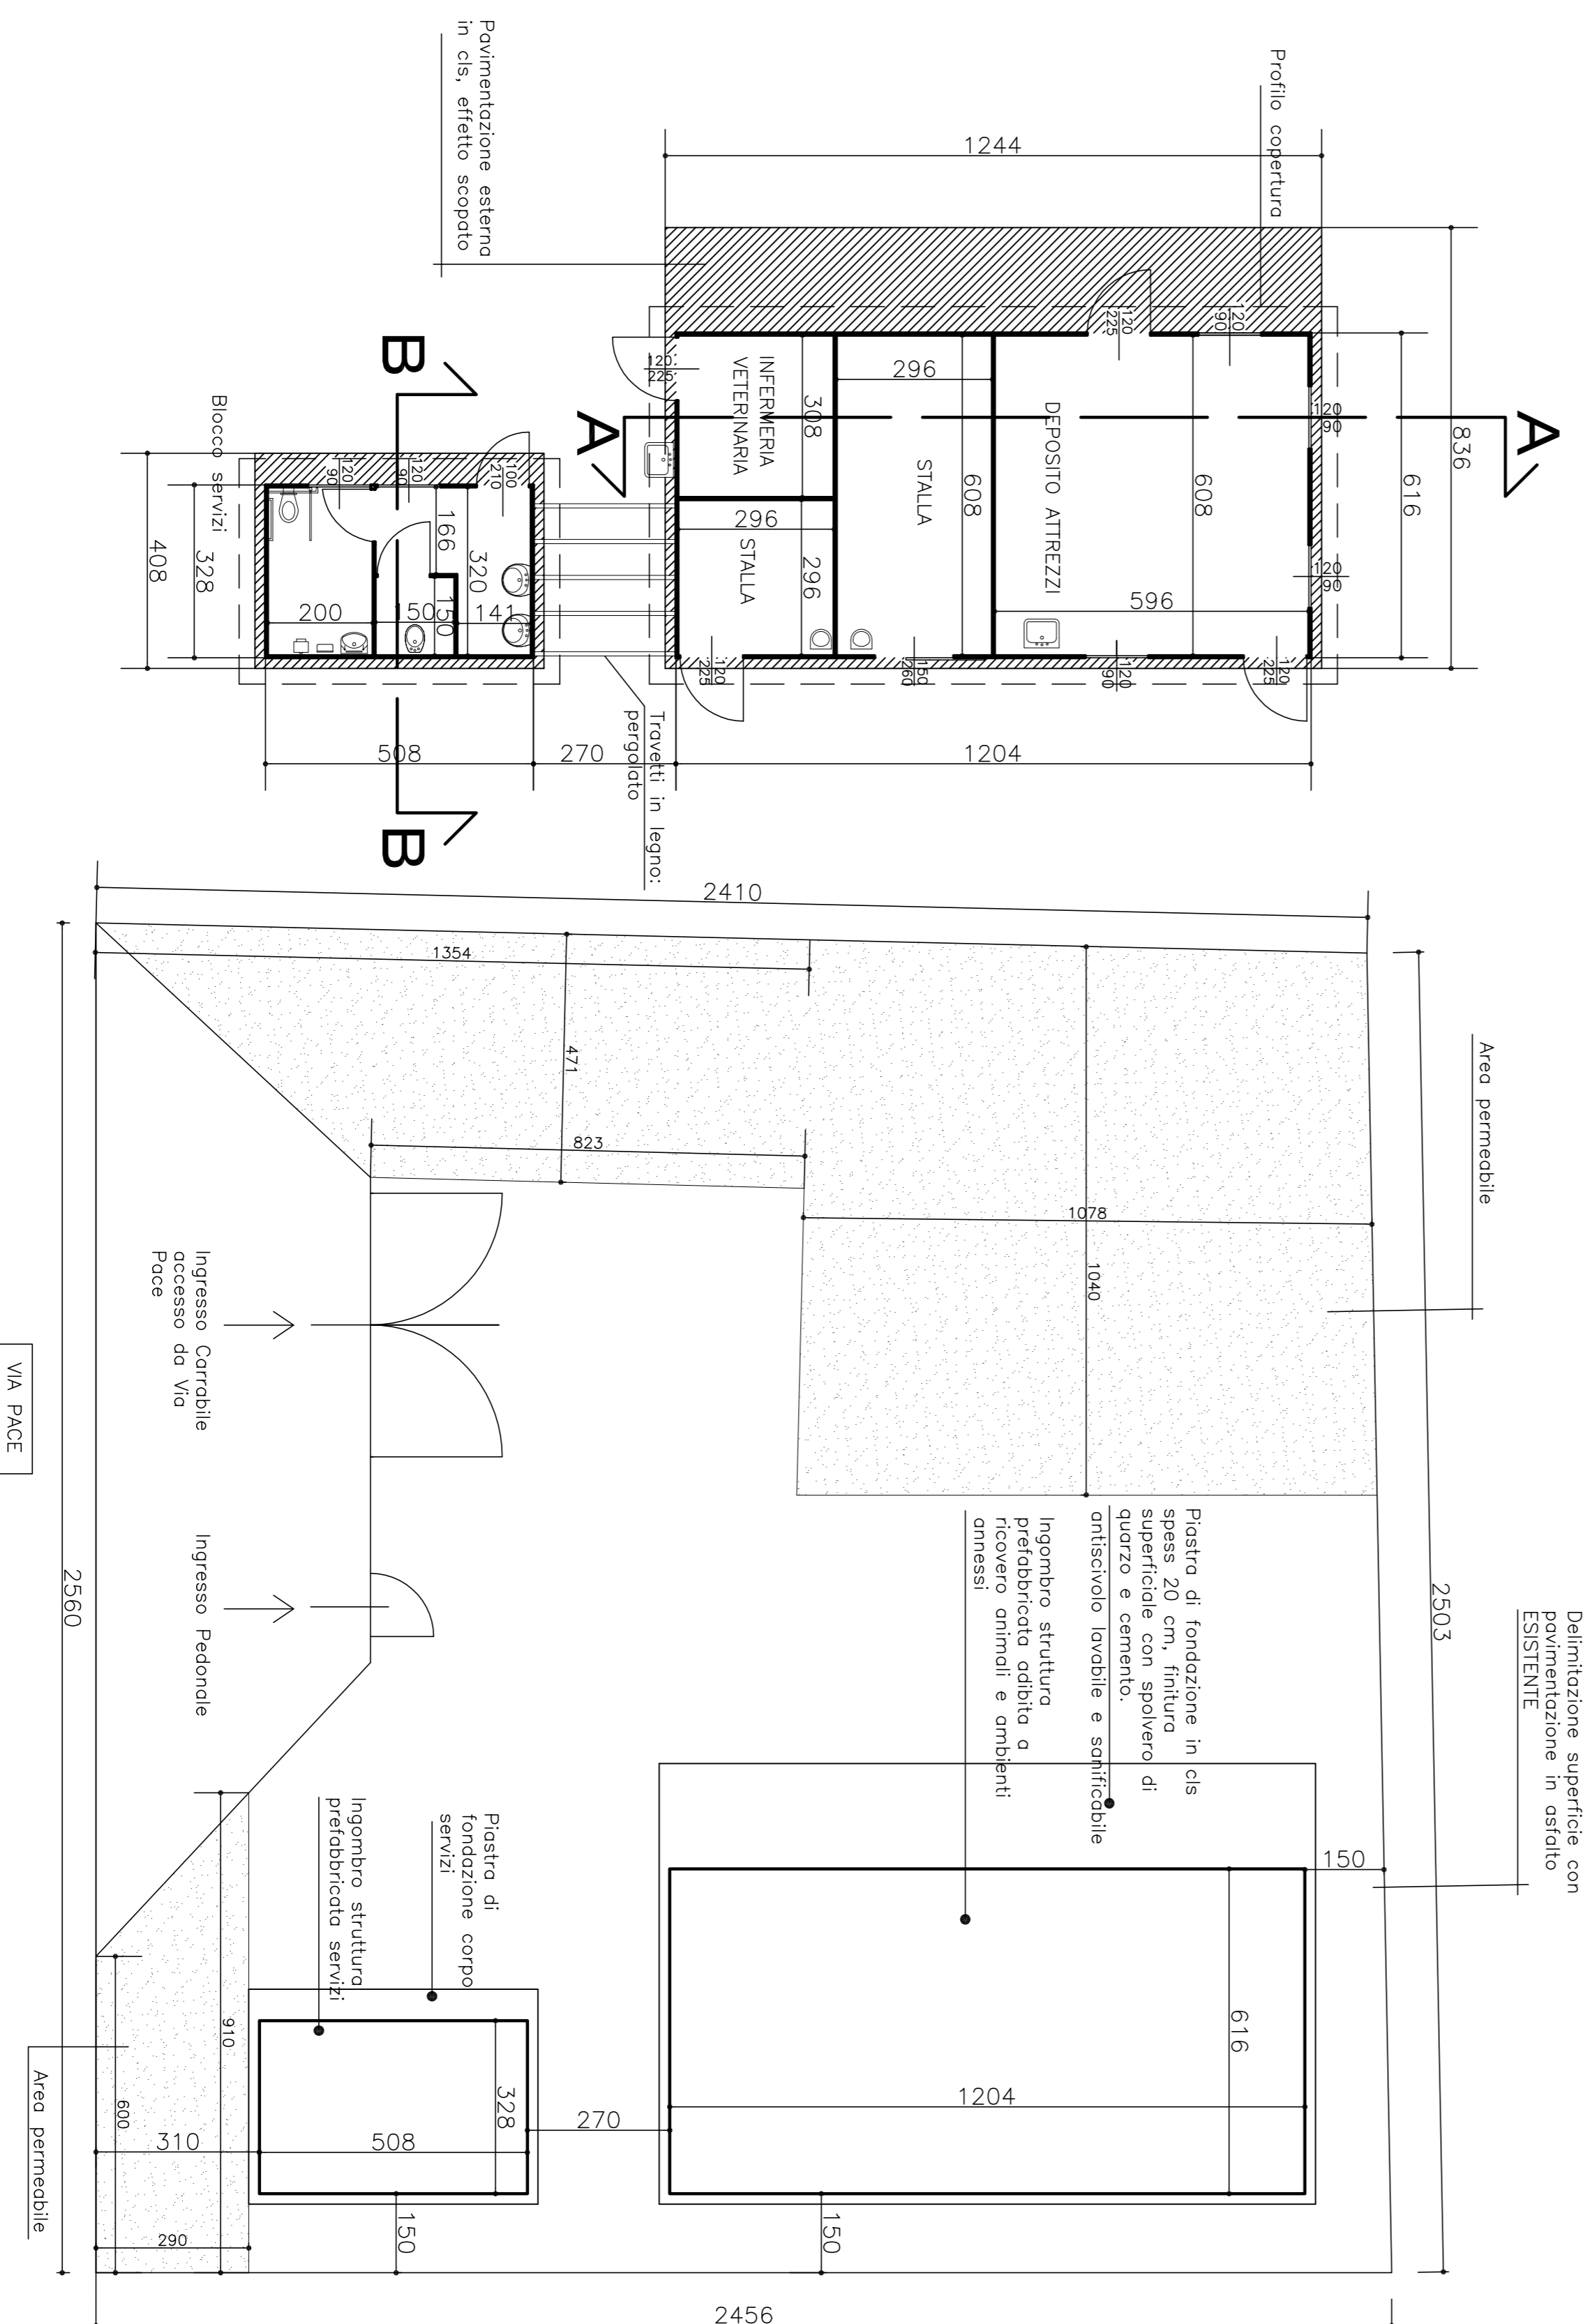 Profilo copertura
Pavimentazione esterna
in cls, effetto scopato
1244
836
616
A
A
B
B
120
225
120
90
120
90
120
90
120
225
120
90
150
260
120
225
120
225
DEPOSITO ATTREZZI
608
596
STALLA
608
296
INFERMERIA
VETERINARIA
308
STALLA
296
296
Blocco servizi
120
90
120
90
100
210
166
320
150
150
141
200
328
408
508
270
1204
Travetti in legno:
pergolato
2410
1354
471
823
1078
1040
Area permeabile
2503
Delimitazione superficie con
pavimentazione in asfalto
ESISTENTE
Piastra di fondazione in cls
spess 20 cm, finitura
superficiale con spolvero di
quarzo e cemento.
antiscivolo lavabile e sanificabile
Ingombro struttura
prefabbricata adibita a
ricovero animali e ambienti
annessi
150
616
1204
150
270
Piastra di
fondazione corpo
servizi
Ingombro struttura
prefabbricata servizi
328
508
150
310
910
600
290
Area permeabile
2456
Ingresso Carrabile
accesso da Via
Pace
Ingresso Pedonale
2560
VIA PACE